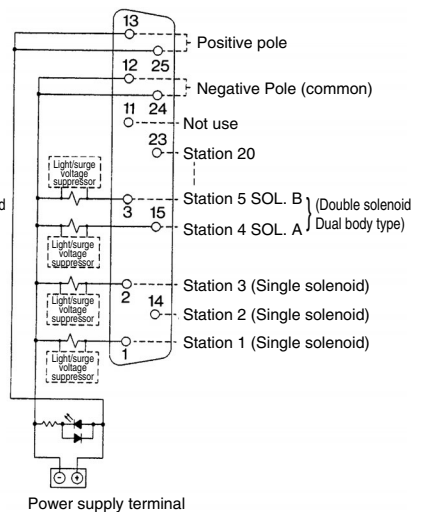 13
Positive pole
12 25
Negative Pole (common)
24
11
Not use
23
Station 20
Light/surge
voltage
suppressor
Station 5 SOL. B
d
3 15
(Double solenoid
Dual body type)
Station 4 SOL. A
Light/surge
voltage
suppressor
Station 3 (Single solenoid)
2
14
Light/surge
voltage
suppressor
Station 2 (Single solenoid)
Station 1 (Single solenoid)
1
Light/surge
voltage
suppressor
Power supply terminal